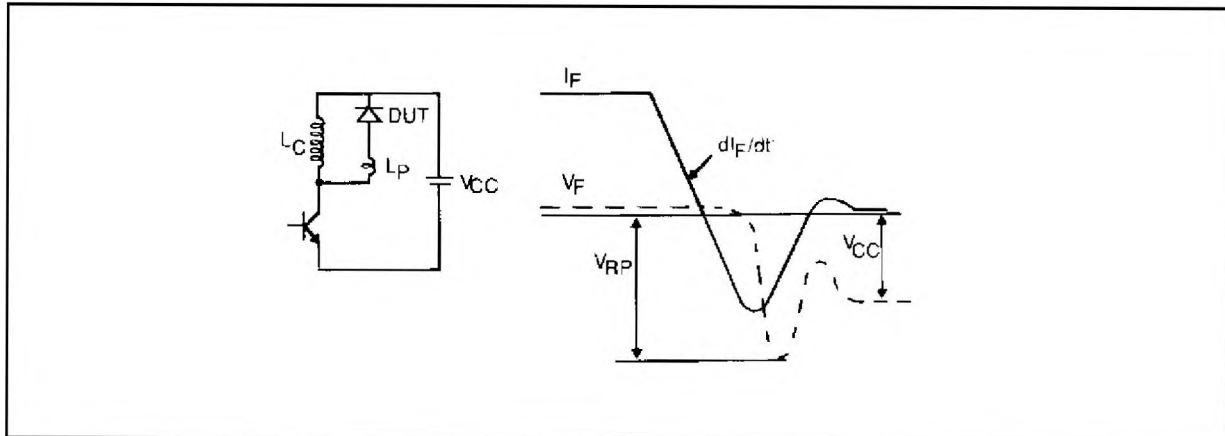 DUT
LC
LP
VCC
IF
dIF/dt
VF
VRP
VCC